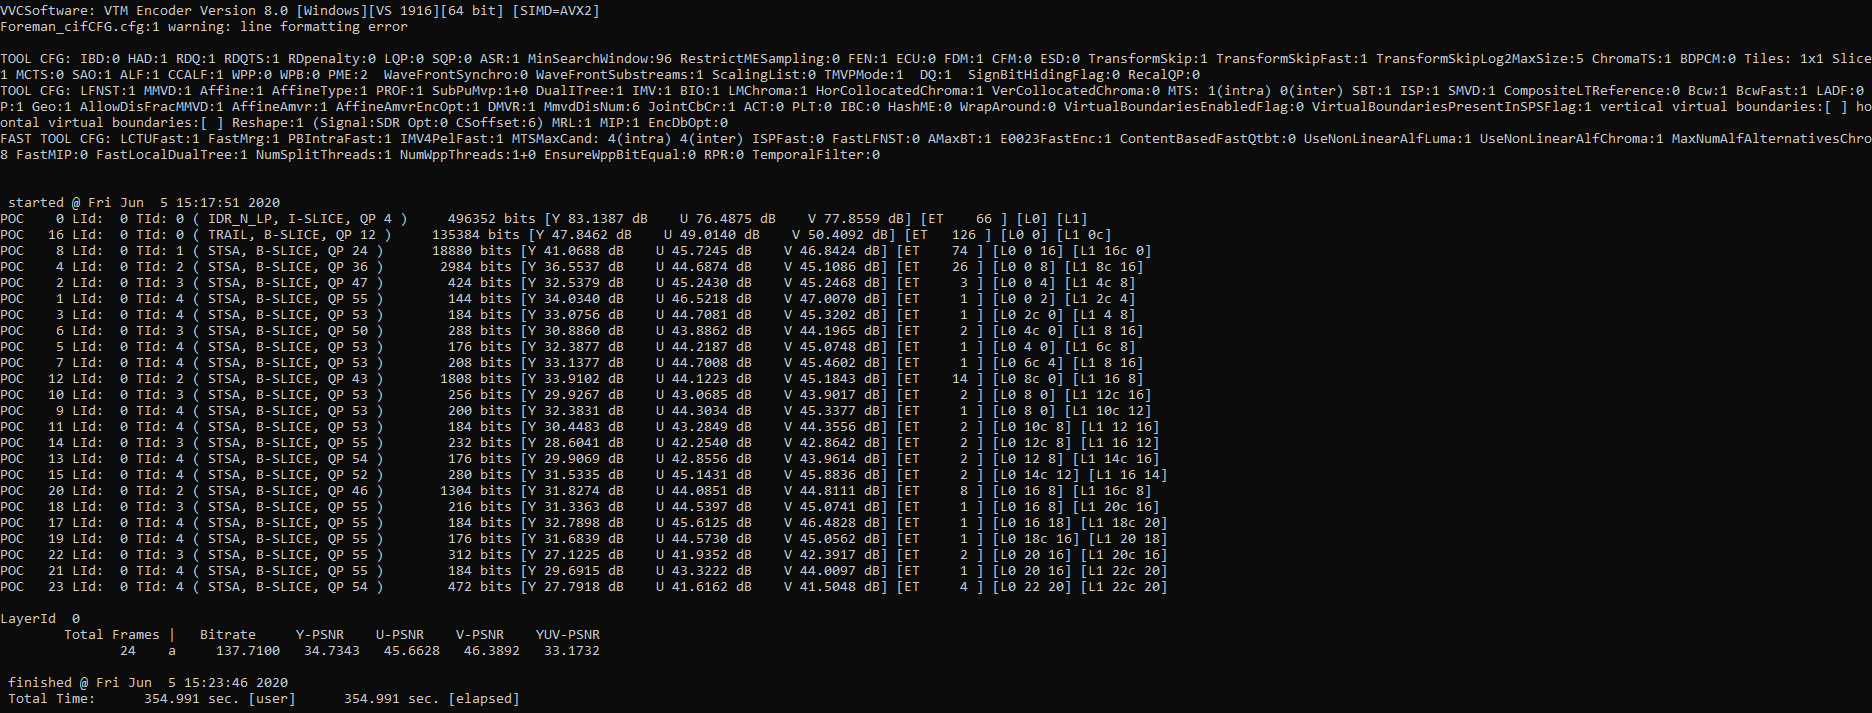 VVCSoftware: VTM Encoder Version 8.0 [Windows][VS 1916][64 bit] [SIMD=AVX2]
Foreman_cifCFG.cfg:1 warning: line formatting error
TOOL CFG: IBD:0 HAD:1 RDQ:1 RDQTS:1 RDpenalty:0 LQP:0 SQP:0 ASR:1 MinSearchWindow:96 RestrictMESampling:0 FEN:1 ECU:0 FDM:1 CFM:0 ESD:0 TransformSkip:1 TransformSkipFast:1 TransformSkipLog2MaxSize:5 ChromaTS:1 BDPCM:0 Tiles: 1x1 Slice
1 MCTS:0 SAO:1 ALF:1 CCALF:1 WPP:0 WPB:0 PME:2  WaveFrontSynchro:0 WaveFrontSubstreams:1 ScalingList:0 TMVPMode:1  DQ:1  SignBitHidingFlag:0 RecalQP:0
TOOL CFG: LFNST:1 MMVD:1 Affine:1 AffineType:1 PROF:1 SubPuMvp:1+0 DualITree:1 IMV:1 BIO:1 LMChroma:1 HorCollocatedChroma:1 VerCollocatedChroma:0 MTS: 1(intra) 0(inter) SBT:1 ISP:1 SMVD:1 CompositeLTReference:0 Bcw:1 BcwFast:1 LADF:0
P:1 Geo:1 AllowDisFracMMVD:1 AffineAmvr:1 AffineAmvrEncOpt:1 DMVR:1 MmvdDisNum:6 JointCbCr:1 ACT:0 PLT:0 IBC:0 HashME:0 WrapAround:0 VirtualBoundariesEnabledFlag:0 VirtualBoundariesPresentInSPSFlag:1 vertical virtual boundaries:[ ] ho
ontal virtual boundaries:[ ] Reshape:1 (Signal:SDR Opt:0 CSoffset:6) MRL:1 MIP:1 EncDbOpt:0
FAST TOOL CFG: LCTUFast:1 FastMrg:1 PBIntraFast:1 IMV4PelFast:1 MTSMaxCand: 4(intra) 4(inter) ISPFast:0 FastLFNST:0 AMaxBT:1 E0023FastEnc:1 ContentBasedFastQtbt:0 UseNonLinearAlfLuma:1 UseNonLinearAlfChroma:1 MaxNumAlfAlternativesChro
8 FastMIP:0 FastLocalDualTree:1 NumSplitThreads:1 NumWppThreads:1+0 EnsureWppBitEqual:0 RPR:0 TemporalFilter:0
started @ Fri Jun  5 15:17:51 2020
POC    0 LId:  0 TId: 0 ( IDR_N_LP, I-SLICE, QP 4 )     496352 bits [Y 83.1387 dB    U 76.4875 dB    V 77.8559 dB] [ET    66 ] [L0] [L1]
POC   16 LId:  0 TId: 0 ( TRAIL, B-SLICE, QP 12 )     135384 bits [Y 47.8462 dB    U 49.0140 dB    V 50.4092 dB] [ET   126 ] [L0 0] [L1 0c]
POC    8 LId:  0 TId: 1 ( STSA, B-SLICE, QP 24 )      18880 bits [Y 41.0688 dB    U 45.7245 dB    V 46.8424 dB] [ET    74 ] [L0 0 16] [L1 16c 0]
POC    4 LId:  0 TId: 2 ( STSA, B-SLICE, QP 36 )       2984 bits [Y 36.5537 dB    U 44.6874 dB    V 45.1086 dB] [ET    26 ] [L0 0 8] [L1 8c 16]
POC    2 LId:  0 TId: 3 ( STSA, B-SLICE, QP 47 )        424 bits [Y 32.5379 dB    U 45.2430 dB    V 45.2468 dB] [ET     3 ] [L0 0 4] [L1 4c 8]
POC    1 LId:  0 TId: 4 ( STSA, B-SLICE, QP 55 )        144 bits [Y 34.0340 dB    U 46.5218 dB    V 47.0070 dB] [ET     1 ] [L0 0 2] [L1 2c 4]
POC    3 LId:  0 TId: 4 ( STSA, B-SLICE, QP 53 )        184 bits [Y 33.0756 dB    U 44.7081 dB    V 45.3202 dB] [ET     1 ] [L0 2c 0] [L1 4 8]
POC    6 LId:  0 TId: 3 ( STSA, B-SLICE, QP 50 )        288 bits [Y 30.8860 dB    U 43.8862 dB    V 44.1965 dB] [ET     2 ] [L0 4c 0] [L1 8 16]
POC    5 LId:  0 TId: 4 ( STSA, B-SLICE, QP 53 )        176 bits [Y 32.3877 dB    U 44.2187 dB    V 45.0748 dB] [ET     1 ] [L0 4 0] [L1 6c 8]
POC    7 LId:  0 TId: 4 ( STSA, B-SLICE, QP 53 )        208 bits [Y 33.1377 dB    U 44.7008 dB    V 45.4602 dB] [ET     1 ] [L0 6c 4] [L1 8 16]
POC   12 LId:  0 TId: 2 ( STSA, B-SLICE, QP 43 )       1808 bits [Y 33.9102 dB    U 44.1223 dB    V 45.1843 dB] [ET    14 ] [L0 8c 0] [L1 16 8]
POC   10 LId:  0 TId: 3 ( STSA, B-SLICE, QP 53 )        256 bits [Y 29.9267 dB    U 43.0685 dB    V 43.9017 dB] [ET     2 ] [L0 8 0] [L1 12c 16]
POC    9 LId:  0 TId: 4 ( STSA, B-SLICE, QP 53 )        200 bits [Y 32.3831 dB    U 44.3034 dB    V 45.3377 dB] [ET     1 ] [L0 8 0] [L1 10c 12]
POC   11 LId:  0 TId: 4 ( STSA, B-SLICE, QP 53 )        184 bits [Y 30.4483 dB    U 43.2849 dB    V 44.3556 dB] [ET     2 ] [L0 10c 8] [L1 12 16]
POC   14 LId:  0 TId: 3 ( STSA, B-SLICE, QP 55 )        232 bits [Y 28.6041 dB    U 42.2540 dB    V 42.8642 dB] [ET     2 ] [L0 12c 8] [L1 16 12]
POC   13 LId:  0 TId: 4 ( STSA, B-SLICE, QP 54 )        176 bits [Y 29.9069 dB    U 42.8556 dB    V 43.9614 dB] [ET     2 ] [L0 12 8] [L1 14c 16]
POC   15 LId:  0 TId: 4 ( STSA, B-SLICE, QP 52 )        280 bits [Y 31.5335 dB    U 45.1431 dB    V 45.8836 dB] [ET     2 ] [L0 14c 12] [L1 16 14]
POC   20 LId:  0 TId: 2 ( STSA, B-SLICE, QP 46 )       1304 bits [Y 31.8274 dB    U 44.0851 dB    V 44.8111 dB] [ET     8 ] [L0 16 8] [L1 16c 8]
POC   18 LId:  0 TId: 3 ( STSA, B-SLICE, QP 55 )        216 bits [Y 31.3363 dB    U 44.5397 dB    V 45.0741 dB] [ET     1 ] [L0 16 8] [L1 20c 16]
POC   17 LId:  0 TId: 4 ( STSA, B-SLICE, QP 55 )        184 bits [Y 32.7898 dB    U 45.6125 dB    V 46.4828 dB] [ET     1 ] [L0 16 18] [L1 18c 20]
POC   19 LId:  0 TId: 4 ( STSA, B-SLICE, QP 55 )        176 bits [Y 31.6839 dB    U 44.5730 dB    V 45.0562 dB] [ET     1 ] [L0 18c 16] [L1 20 18]
POC   22 LId:  0 TId: 3 ( STSA, B-SLICE, QP 55 )        312 bits [Y 27.1225 dB    U 41.9352 dB    V 42.3917 dB] [ET     2 ] [L0 20 16] [L1 20c 16]
POC   21 LId:  0 TId: 4 ( STSA, B-SLICE, QP 55 )        184 bits [Y 29.6915 dB    U 43.3222 dB    V 44.0097 dB] [ET     1 ] [L0 20 16] [L1 22c 20]
POC   23 LId:  0 TId: 4 ( STSA, B-SLICE, QP 54 )        472 bits [Y 27.7918 dB    U 41.6162 dB    V 41.5048 dB] [ET     4 ] [L0 22 20] [L1 22c 20]
LayerId  0
Total Frames |   Bitrate     Y-PSNR    U-PSNR    V-PSNR    YUV-PSNR
24    a     137.7100   34.7343   45.6628   46.3892   33.1732
finished @ Fri Jun  5 15:23:46 2020
Total Time:      354.991 sec. [user]      354.991 sec. [elapsed]